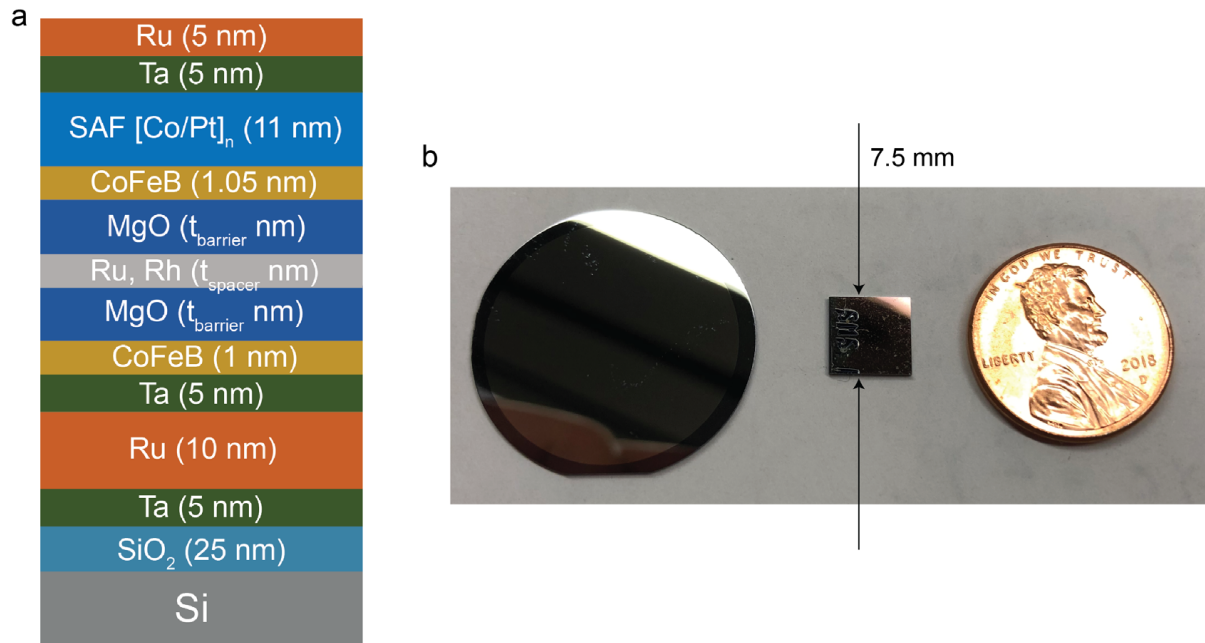 a
Ru (5 nm)
Ta (5 nm)
SAF [Co/Pt]n (11 nm)
CoFeB (1.05 nm)
MgO (tbarrier nm)
Ru, Rh (tspacer nm)
MgO (tbarrier nm)
CoFeB (1 nm)
Ta (5 nm)
Ru (10 nm)
Ta (5 nm)
SiO2 (25 nm)
Si
b
7.5 mm
IN GOD WE TRUST
LIBERTY
2018
D